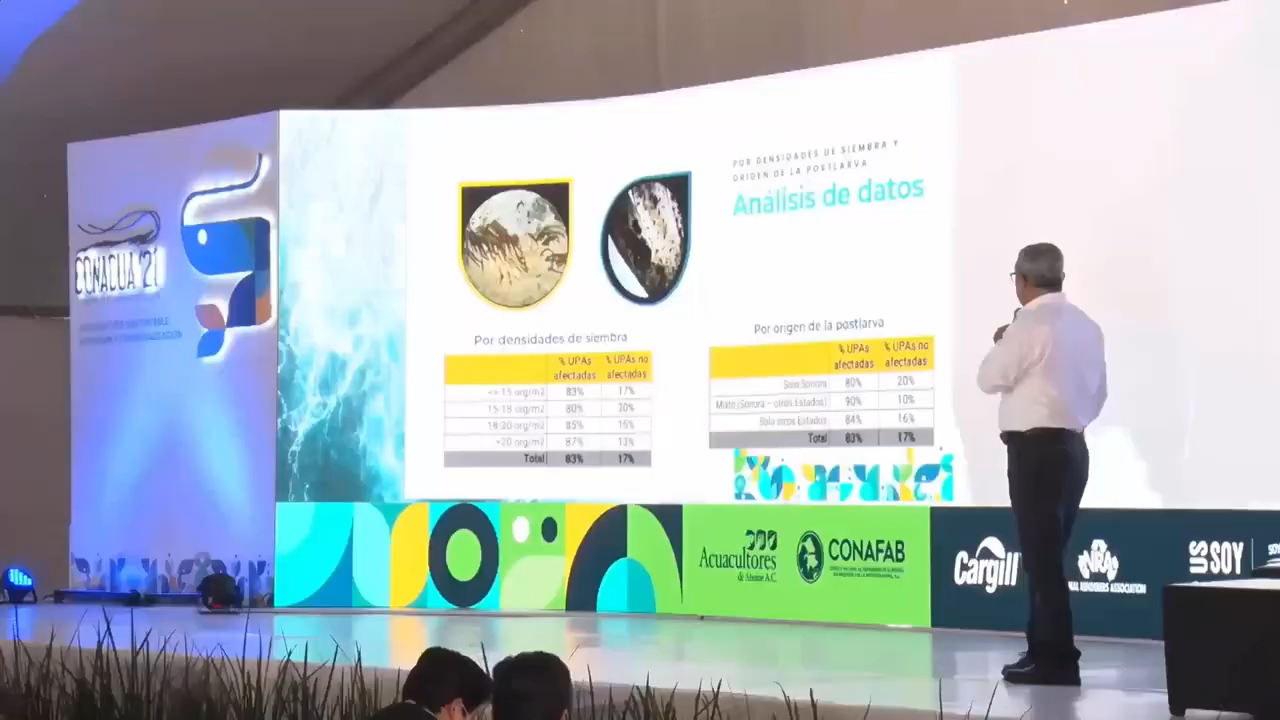 CONACUA '21
POR DENSIDADES DE SIEMBRA Y
ORIGEN DE LA POSTLARVA
Análisis de datos
Por densidades de siembra
% UPAs afectadas % UPAs no afectadas
<= 15 org/m2 83% 17%
15-18 org/m2 80% 20%
18-20 org/m2 85% 15%
>20 org/m2 87% 13%
Total 83% 17%
Por origen de la postlarva
% UPAs afectadas % UPAs no afectadas
Solo Sonora 80% 20%
Mixto (Sonora – otros Estados) 90% 10%
Solo otros Estados 84% 16%
Total 83% 17%
Acuacultores
de Ahome A.C.
CONAFAB
Cargill
NRA
RENDERERS ASSOCIATION
US SOY